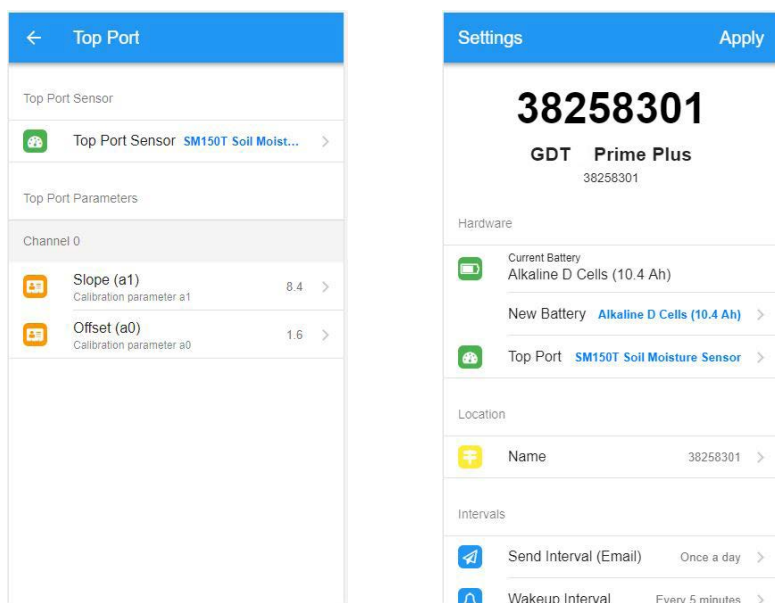 Top Port
Top Port Sensor
Top Port Sensor SM150T Soil Moist...
Top Port Parameters
Channel 0
Slope (a1)
Calibration parameter a1
8.4
Offset (a0)
Calibration parameter a0
1.6
Settings Apply
38258301
GDT Prime Plus
38258301
Hardware
Current Battery
Alkaline D Cells (10.4 Ah)
New Battery Alkaline D Cells (10.4 Ah)
Top Port SM150T Soil Moisture Sensor
Location
Name 38258301
Intervals
Send Interval (Email) Once a day
Wakeup Interval Every 5 minutes